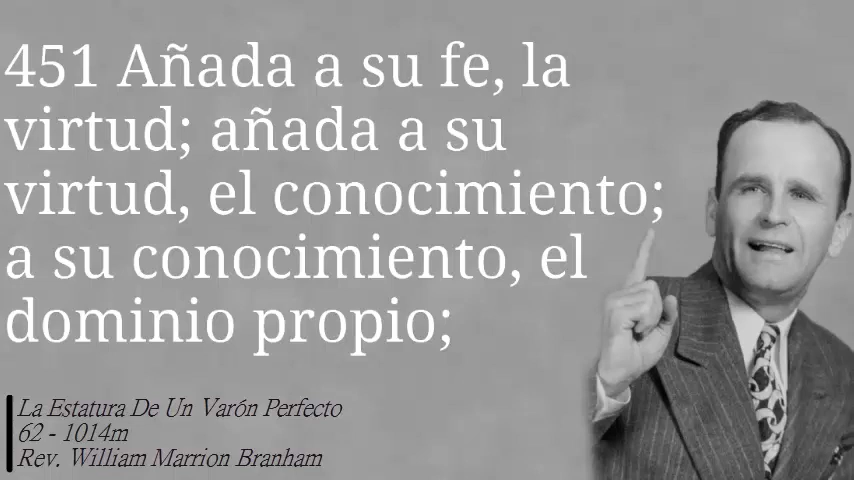 451 Añada a su fe, la
virtud; añada a su
virtud, el conocimiento;
a su conocimiento, el
dominio propio;
La Estatura De Un Varón Perfecto
62 - 1014m
Rev. William Marrion Branham